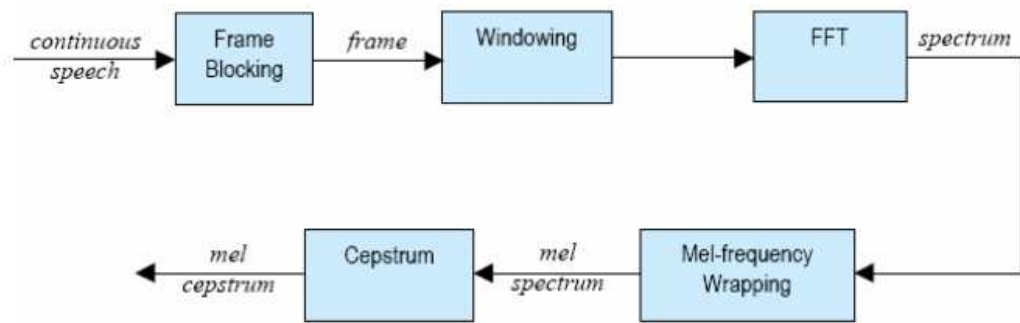 continuous
speech
Frame
Blocking
frame
Windowing
FFT
spectrum
mel
cepstrum
Cepstrum
mel
spectrum
Mel-frequency
Wrapping